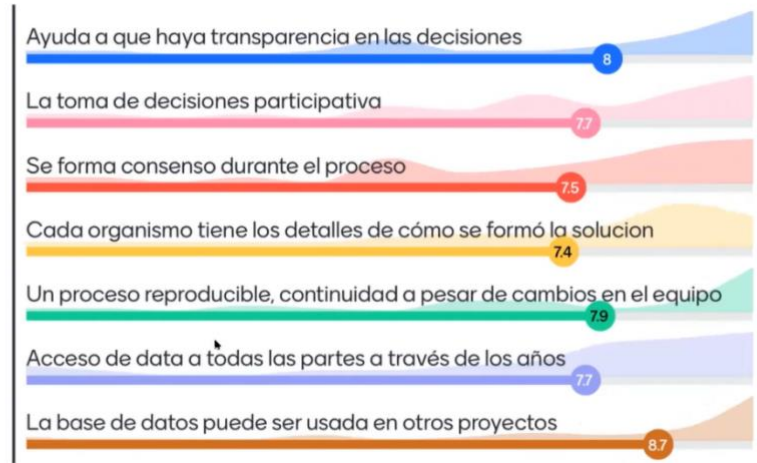 Ayuda a que haya transparencia en las decisiones
8
La toma de decisiones participativa
7.7
Se forma consenso durante el proceso
7.5
Cada organismo tiene los detalles de cómo se formó la solucion
7.4
Un proceso reproducible, continuidad a pesar de cambios en el equipo
7.9
Acceso de data a todas las partes a través de los años
7.7
La base de datos puede ser usada en otros proyectos
8.7